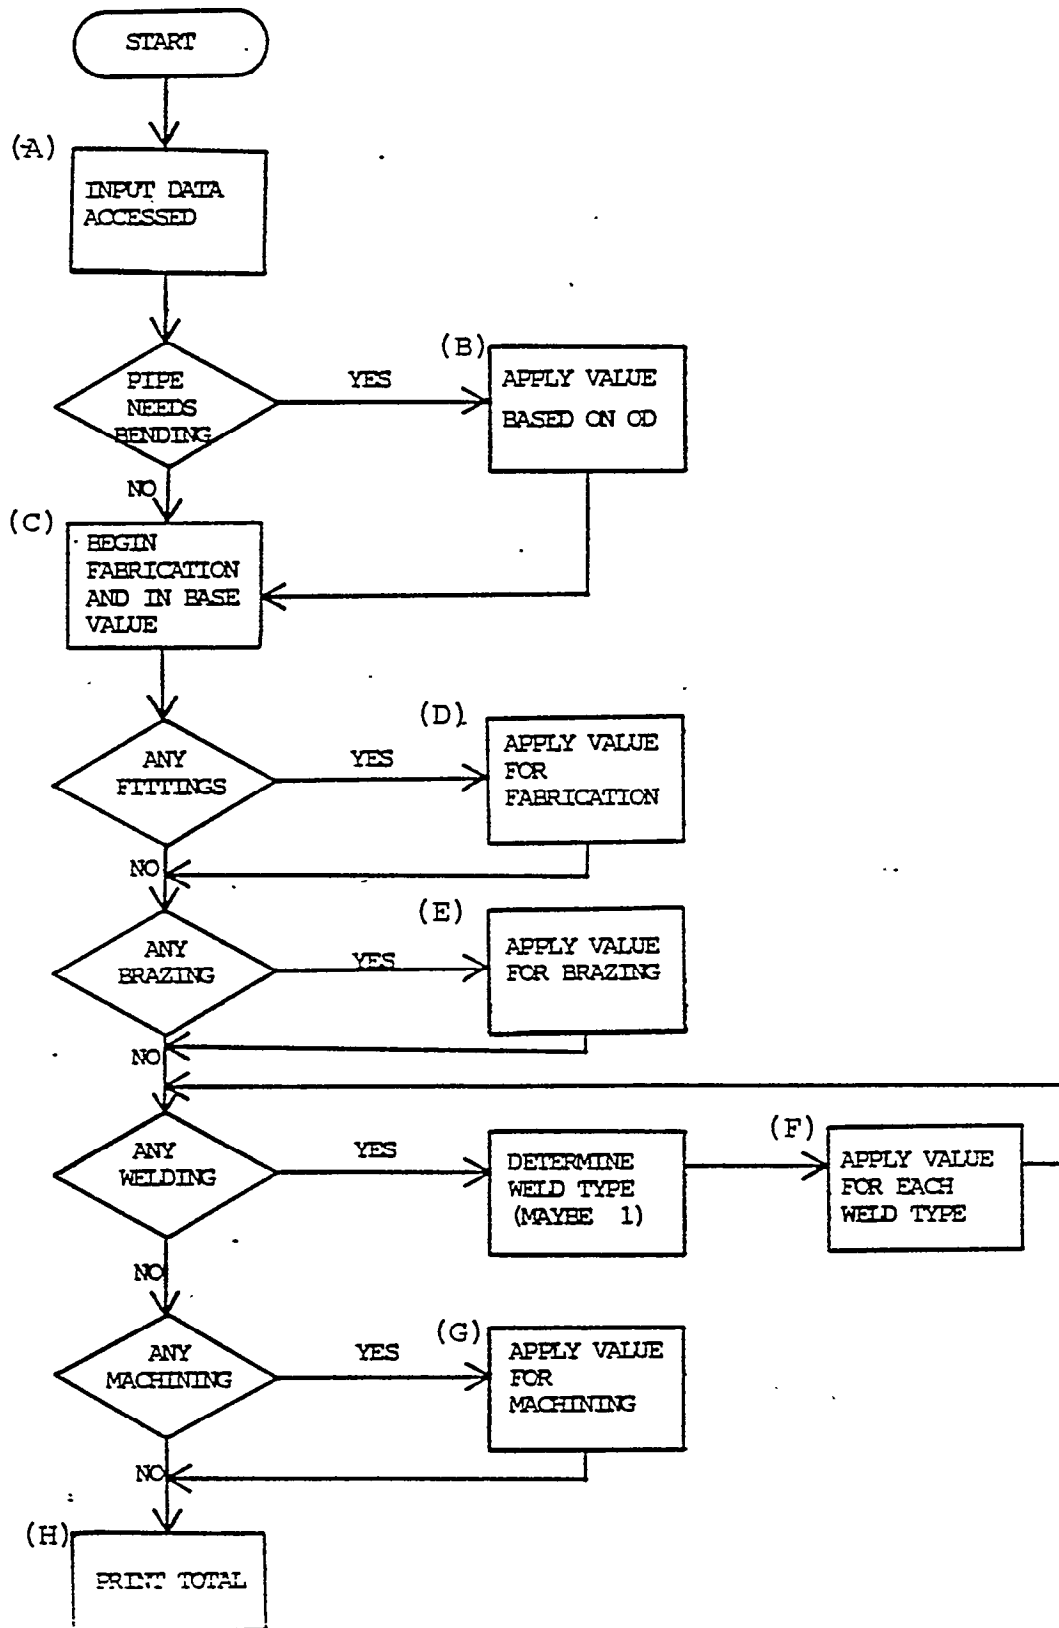 START
(A)
INPUT DATA
ACCESSED
PIPE
NEEDS
BENDING
YES
(B)
APPLY VALUE
BASED ON OD
NO
(C)
BEGIN
FABRICATION
AND IN BASE
VALUE
ANY
FITTINGS
YES
(D)
APPLY VALUE
FOR
FABRICATION
NO
ANY
BRAZING
YES
(E)
APPLY VALUE
FOR BRAZING
NO
ANY
WELDING
YES
DETERMINE
WELD TYPE
(MAYBE 1)
(F)
APPLY VALUE
FOR EACH
WELD TYPE
NO
ANY
MACHINING
YES
(G)
APPLY VALUE
FOR
MACHINING
NO
(H)
PRINT TOTAL